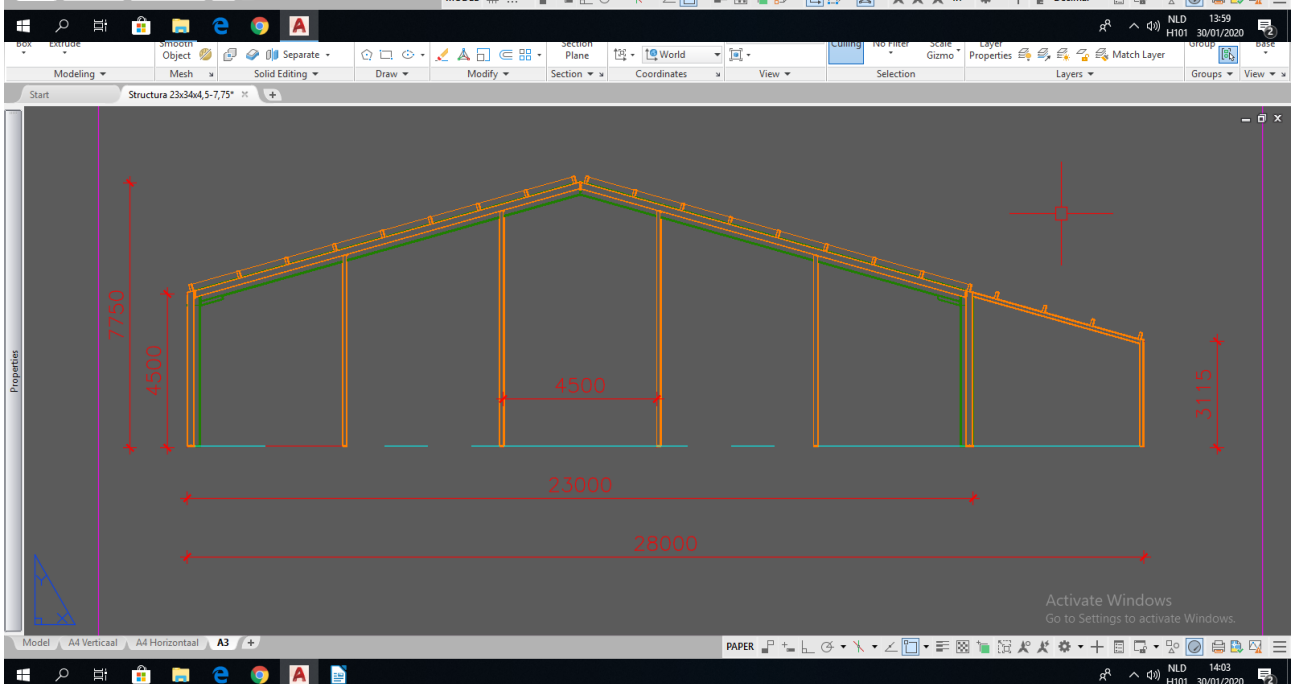 Decimal
NLD 13:59
H101 30/01/2020
2
Box Extrude Smooth
Object Separate Section
Plane World Culling No Filter Scale
Gizmo Layer
Properties Match Layer Group Base
Modeling Mesh Solid Editing Draw Modify Section Coordinates View Selection Layers Groups View
Start Structura 23x34x4,5-7,75*
Properties
7750
4500
4500
3115
23000
28000
Y
X
Activate Windows
Go to Settings to activate Windows.
Model A4 Verticaal A4 Horizontaal A3 + PAPER
NLD 14:03
H101 30/01/2020
2